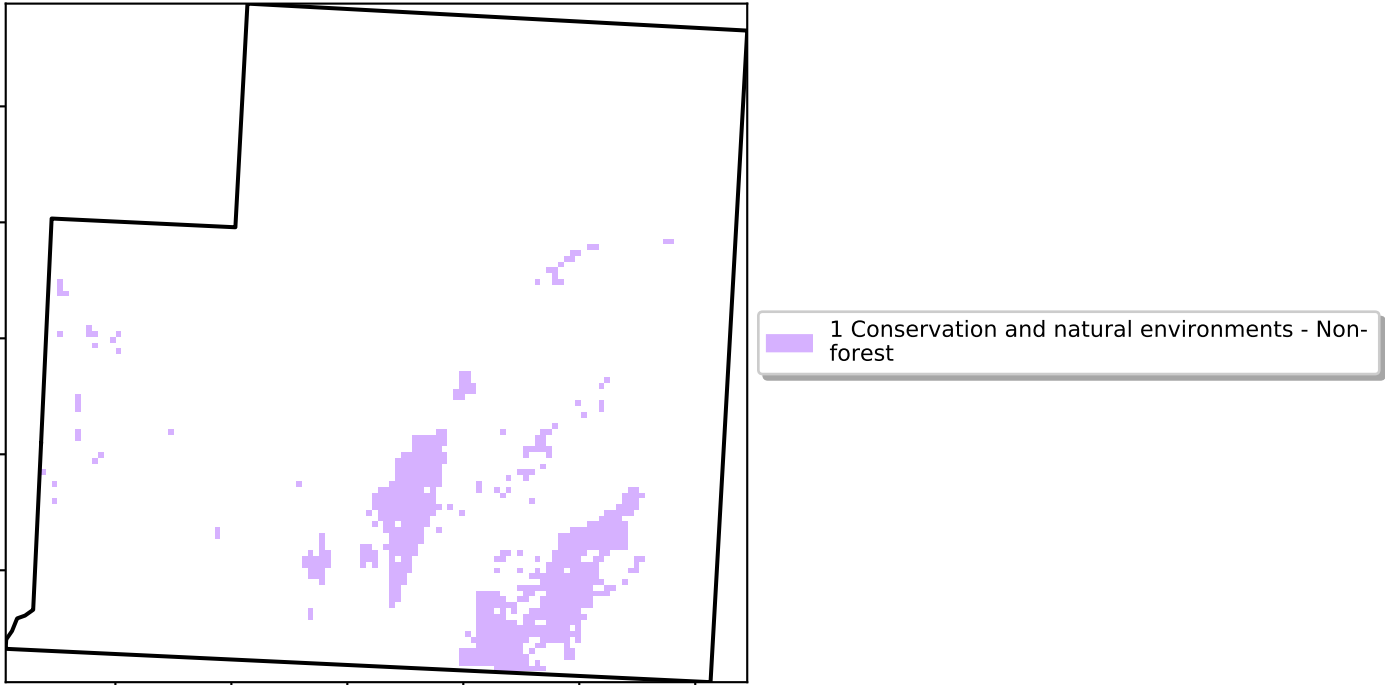 1 Conservation and natural environments - Non-
forest